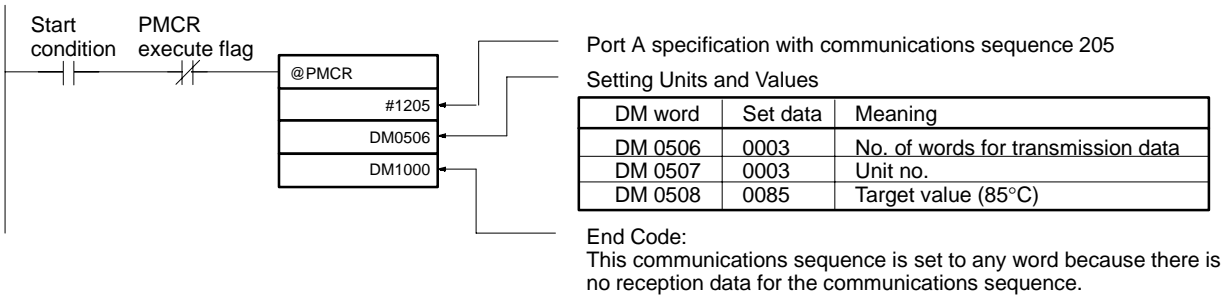 Start condition
PMCR execute flag
@PMCR
#1205
DM0506
DM1000
Port A specification with communications sequence 205
Setting Units and Values
DM word Set data Meaning
DM 0506 0003 No. of words for transmission data
DM 0507 0003 Unit no.
DM 0508 0085 Target value (85°C)
End Code:
This communications sequence is set to any word because there is
no reception data for the communications sequence.